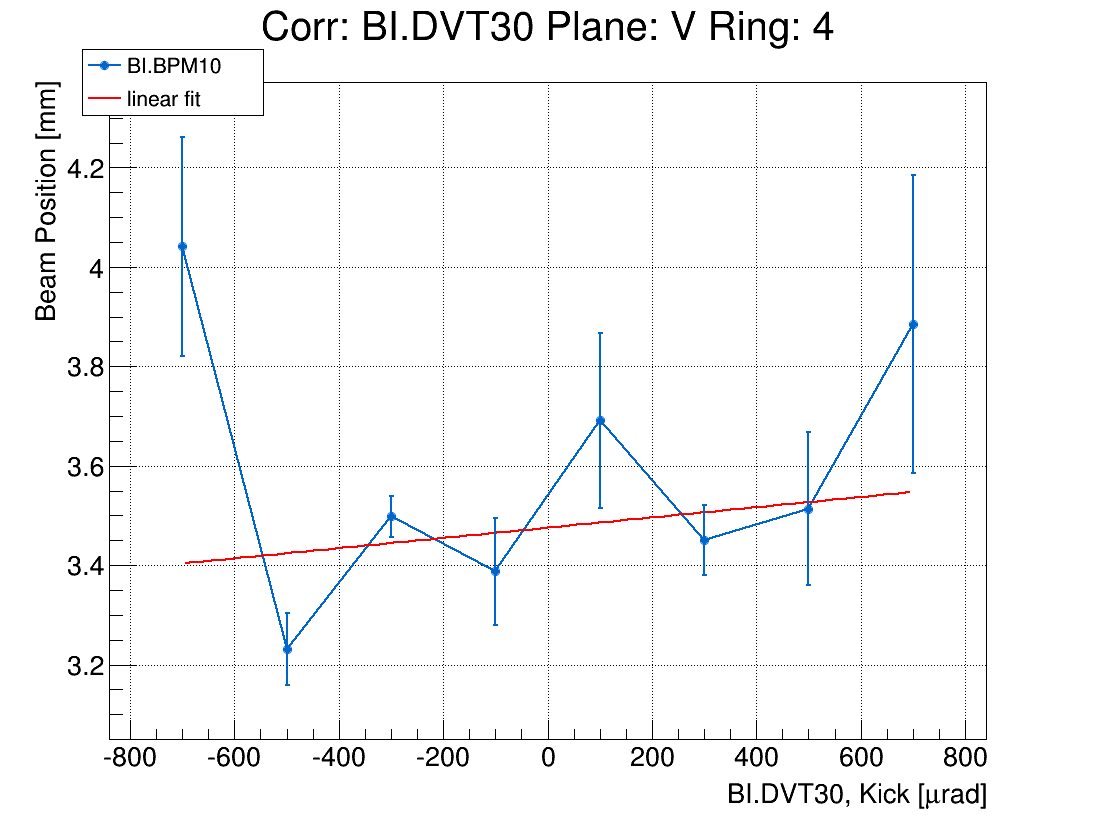 Corr: BI.DVT30 Plane: V Ring: 4
BI.BPM10
linear fit
Beam Position [mm]
4.2
4
3.8
3.6
3.4
3.2
-800 -600 -400 -200 0 200 400 600 800
BI.DVT30, Kick [μrad]